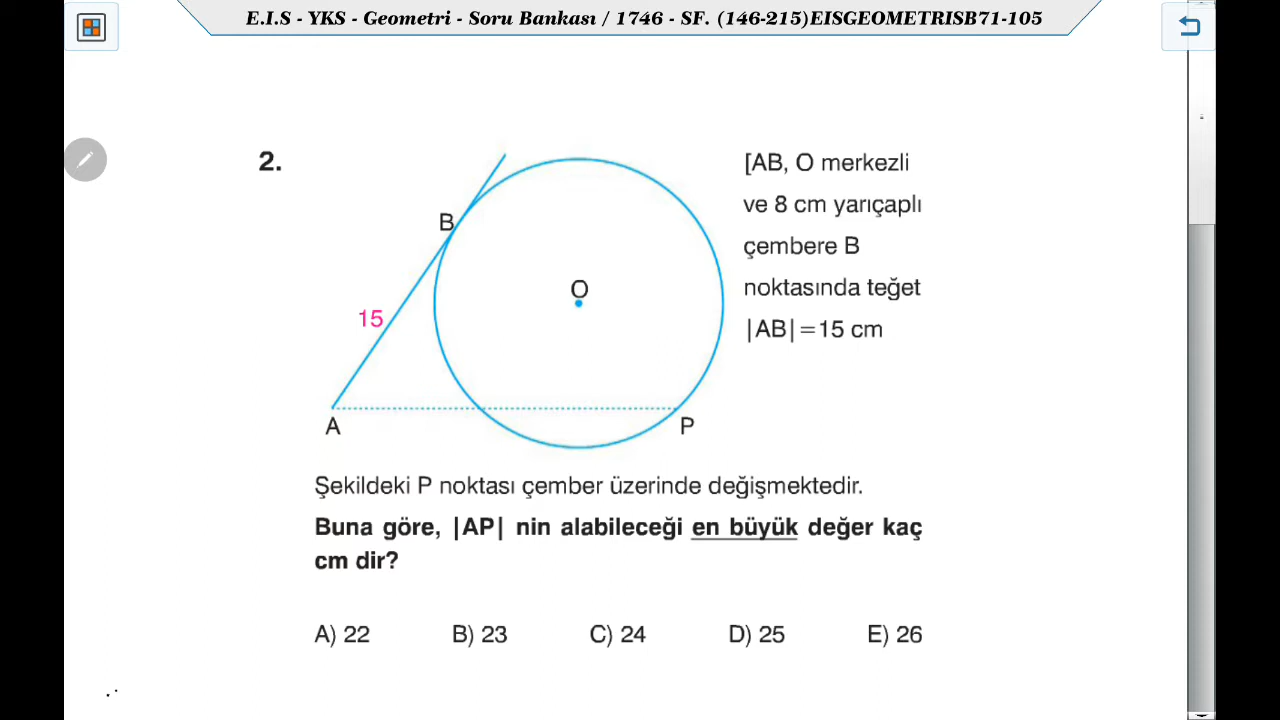 E.I.S - YKS - Geometri - Soru Bankası / 1746 - SF. (146-215)EISGEOMETRISB71-105
2.
B
O
15
A
P
[AB, O merkezli
ve 8 cm yarıçaplı
çembere B
noktasında teğet
|AB|=15 cm
Şekildeki P noktası çember üzerinde değişmektedir.
Buna göre, |AP| nin alabileceği en büyük değer kaç
cm dir?
A) 22 B) 23 C) 24 D) 25 E) 26